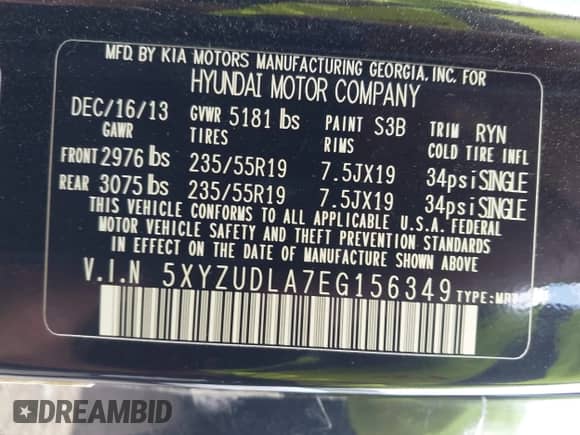 MFD. BY KIA MOTORS MANUFACTURING GEORGIA, INC. FOR
HYUNDAI MOTOR COMPANY
DEC/16/13 GVWR 5181 lbs PAINT S3B TRIM RYN
GAWR TIRES RIMS COLD TIRE INFL
FRONT 2976 lbs 235/55R19 7.5JX19 34psi SINGLE
REAR 3075 lbs 235/55R19 7.5JX19 34psi SINGLE
THIS VEHICLE CONFORMS TO ALL APPLICABLE U.S.A. FEDERAL
MOTOR VEHICLE SAFETY AND THEFT PREVENTION STANDARDS
IN EFFECT ON THE DATE OF MANUFACTURE SHOWN ABOVE.
V.I.N 5XYZUDLA7EG156349 TYPE:
DREAMBID